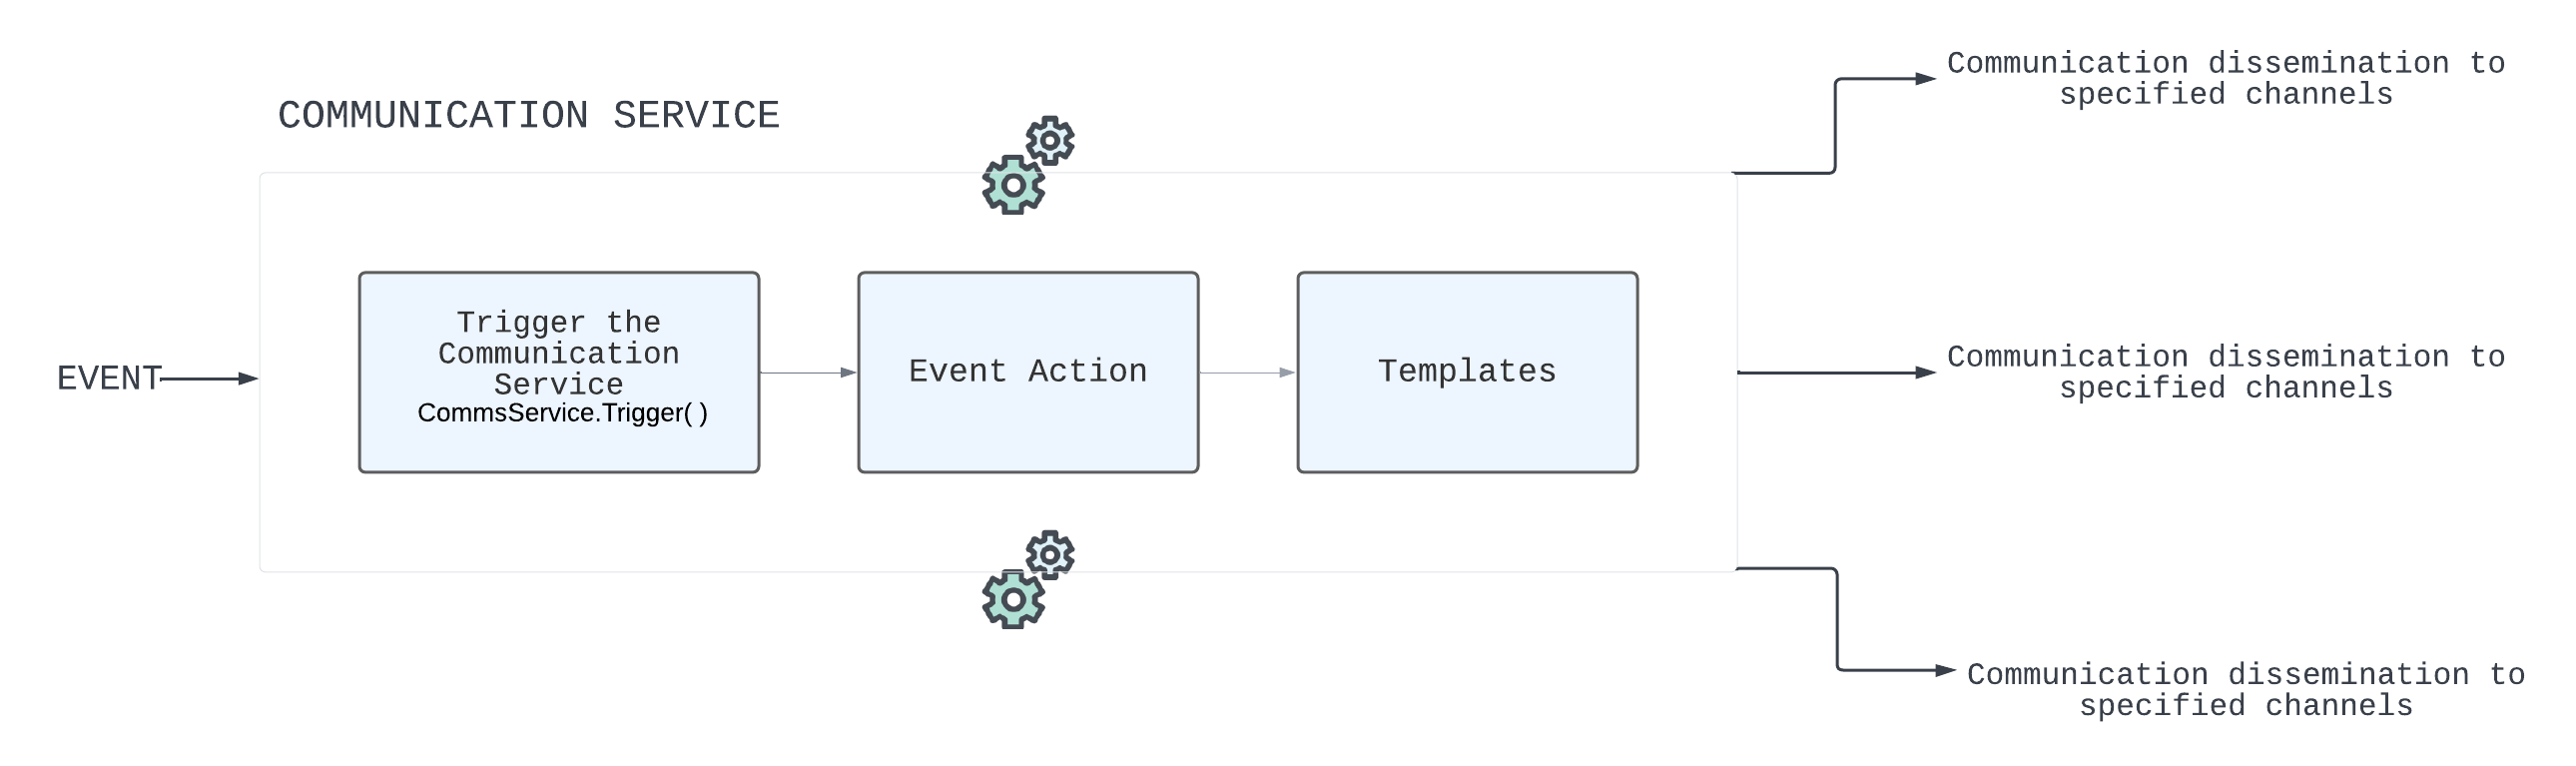 COMMUNICATION SERVICE
EVENT
Trigger the
Communication
Service
CommsService.Trigger( )
Event Action
Templates
Communication dissemination to
specified channels
Communication dissemination to
specified channels
Communication dissemination to
specified channels